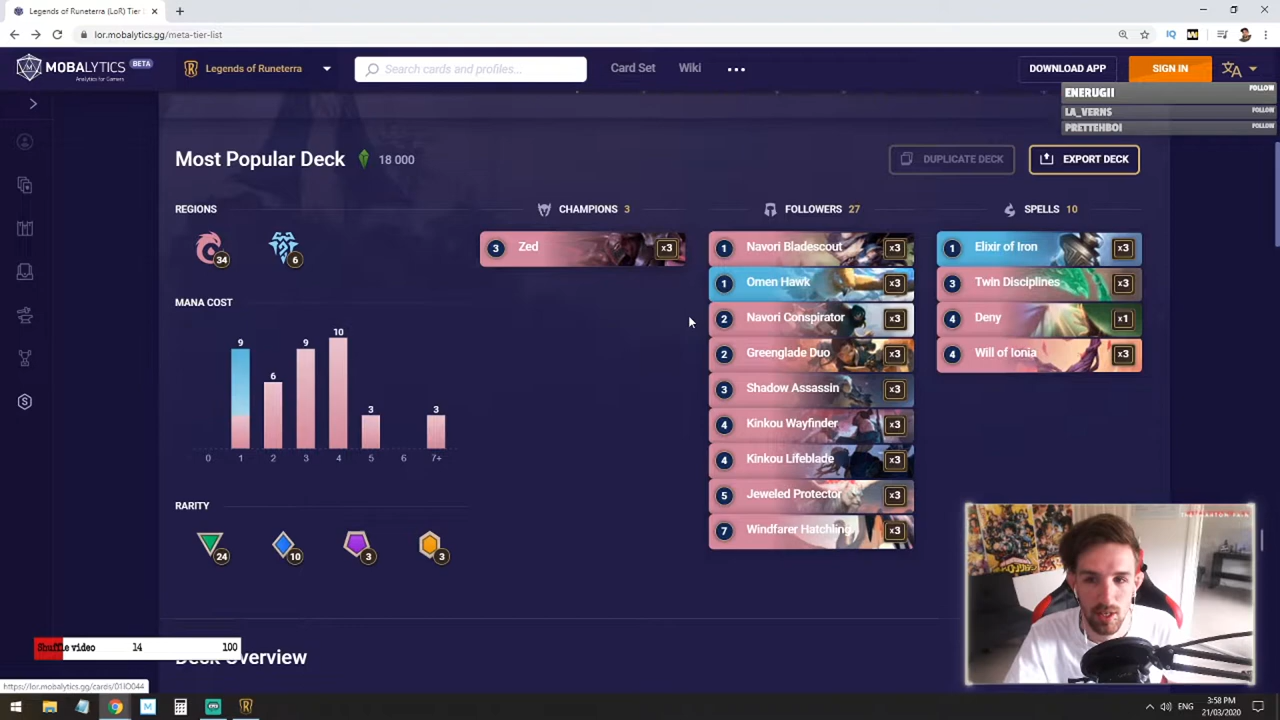 Legends of Runeterra (LoR) Tier
lor.mobalytics.gg/meta-tier-list
MOBALYTICS BETA
Analytics for Gamers
Legends of Runeterra
Search cards and profiles...
Card Set
Wiki
DOWNLOAD APP
SIGN IN
ENERUGII FOLLOW
LA_VERNS FOLLOW
PRETTEHBOI FOLLOW
Most Popular Deck 18 000
DUPLICATE DECK
EXPORT DECK
REGIONS
34
6
CHAMPIONS 3
FOLLOWERS 27
SPELLS 10
3 Zed x3
1 Navori Bladescout x3
1 Omen Hawk x3
2 Navori Conspirator x3
2 Greenglade Duo x3
3 Shadow Assassin x3
4 Kinkou Wayfinder x3
4 Kinkou Lifeblade x3
5 Jeweled Protector x3
7 Windfarer Hatchling x3
1 Elixir of Iron x3
3 Twin Disciplines x3
4 Deny x1
4 Will of Ionia x3
MANA COST
9 6 9 10 3 3
0 1 2 3 4 5 6 7+
RARITY
24
10
3
3
Deck Overview
Shuffle video 14 100
https://lor.mobalytics.gg/cards/01IO044
ENG
3:58 PM
21/03/2020